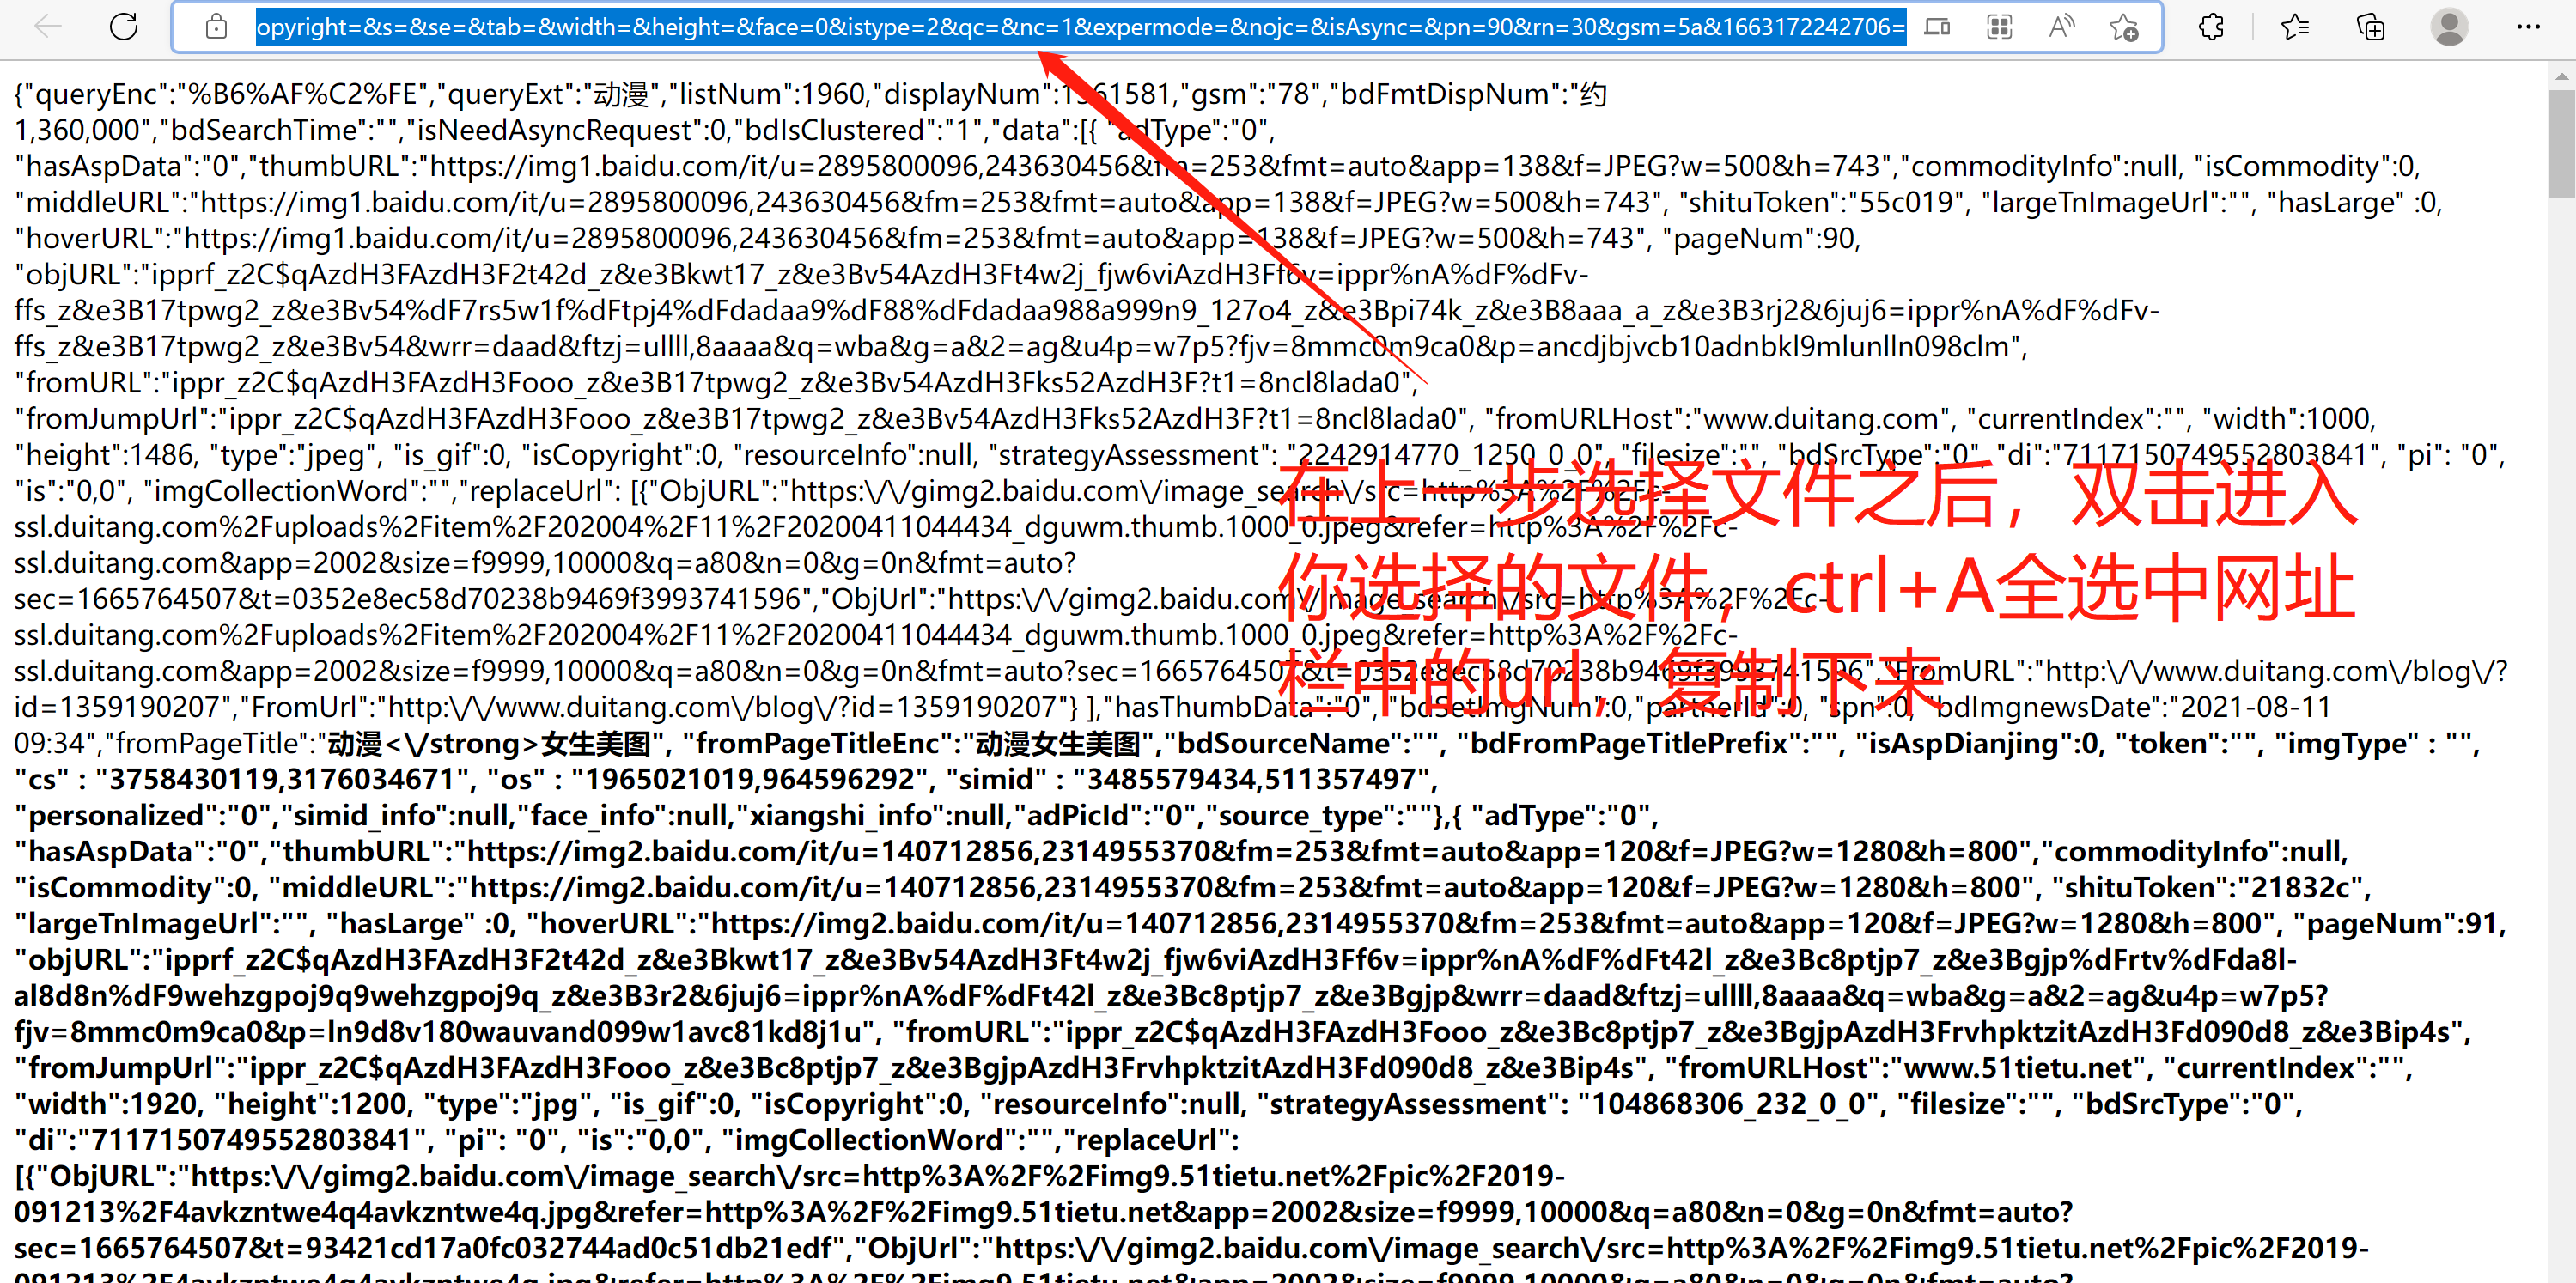 opyright=&s=&se=&tab=&width=&height=&face=0&istype=2&qc=&nc=1&expermode=&nojc=&isAsync=&pn=90&rn=30&gsm=5a&1663172242706=
{"queryEnc":"%B6%AF%C2%FE","queryExt":"动漫","listNum":1960,"displayNum":1361581,"gsm":"78","bdFmtDispNum":"约
1,360,000","bdSearchTime":"","isNeedAsyncRequest":0,"bdIsClustered":"1","data":[{ "adType":"0",
"hasAspData":"0","thumbURL":"https://img1.baidu.com/it/u=2895800096,243630456&fm=253&fmt=auto&app=138&f=JPEG?w=500&h=743","commodityInfo":null, "isCommodity":0,
"middleURL":"https://img1.baidu.com/it/u=2895800096,243630456&fm=253&fmt=auto&app=138&f=JPEG?w=500&h=743", "shituToken":"55c019", "largeTnImageUrl":"", "hasLarge" :0,
"hoverURL":"https://img1.baidu.com/it/u=2895800096,243630456&fm=253&fmt=auto&app=138&f=JPEG?w=500&h=743", "pageNum":90,
"objURL":"ipprf_z2C$qAzdH3FAzdH3F2t42d_z&e3Bkwt17_z&e3Bv54AzdH3Ft4w2j_fjw6viAzdH3Ff6v=ippr%nA%dF%dFv-
ffs_z&e3B17tpwg2_z&e3Bv54%dF7rs5w1f%dFtpj4%dFdadaa9%dF88%dFdadaa988a999n9_127o4_z&e3Bpi74k_z&e3B8aaa_a_z&e3B3rj2&6juj6=ippr%nA%dF%dFv-
ffs_z&e3B17tpwg2_z&e3Bv54&wrr=daad&ftzj=ullll,8aaaa&q=wba&g=a&2=ag&u4p=w7p5?fjv=8mmc0m9ca0&p=ancdjbjvcb10adnbkl9mlunlln098clm",
"fromURL":"ippr_z2C$qAzdH3FAzdH3Fooo_z&e3B17tpwg2_z&e3Bv54AzdH3Fks52AzdH3F?t1=8ncl8lada0",
"fromJumpUrl":"ippr_z2C$qAzdH3FAzdH3Fooo_z&e3B17tpwg2_z&e3Bv54AzdH3Fks52AzdH3F?t1=8ncl8lada0", "fromURLHost":"www.duitang.com", "currentIndex":"", "width":1000,
"height":1486, "type":"jpeg", "is_gif":0, "isCopyright":0, "resourceInfo":null, "strategyAssessment": "2242914770_1250_0_0", "filesize":"", "bdSrcType":"0", "di":"7117150749552803841", "pi": "0",
"is":"0,0", "imgCollectionWord":"","replaceUrl": [{"ObjURL":"https:\/\/gimg2.baidu.com\/image_search\/src=http%3A%2F%2Fc-
ssl.duitang.com%2Fuploads%2Fitem%2F202004%2F11%2F20200411044434_dguwm.thumb.1000_0.jpeg&refer=http%3A%2F%2Fc-
ssl.duitang.com&app=2002&size=f9999,10000&q=a80&n=0&g=0n&fmt=auto?
sec=1665764507&t=0352e8ec58d70238b9469f3993741596","ObjUrl":"https:\/\/gimg2.baidu.com\/image_search\/src=http%3A%2F%2Fc-
ssl.duitang.com%2Fuploads%2Fitem%2F202004%2F11%2F20200411044434_dguwm.thumb.1000_0.jpeg&refer=http%3A%2F%2Fc-
ssl.duitang.com&app=2002&size=f9999,10000&q=a80&n=0&g=0n&fmt=auto?sec=1665764507&t=0352e8ec58d70238b9469f3993741596","FromURL":"http:\/\/www.duitang.com\/blog\/?
id=1359190207","FromUrl":"http:\/\/www.duitang.com\/blog\/?id=1359190207"} ],"hasThumbData":"0", "bdSetImgNum":0,"partnerId":0, "spn":0, "bdImgnewsDate":"2021-08-11
09:34","fromPageTitle":"动漫<\/strong>女生美图", "fromPageTitleEnc":"动漫女生美图","bdSourceName":"", "bdFromPageTitlePrefix":"", "isAspDianjing":0, "token":"", "imgType" : "",
"cs" : "3758430119,3176034671", "os" : "1965021019,964596292", "simid" : "3485579434,511357497",
"personalized":"0","simid_info":null,"face_info":null,"xiangshi_info":null,"adPicId":"0","source_type":""},{ "adType":"0",
"hasAspData":"0","thumbURL":"https://img2.baidu.com/it/u=140712856,2314955370&fm=253&fmt=auto&app=120&f=JPEG?w=1280&h=800","commodityInfo":null,
"isCommodity":0, "middleURL":"https://img2.baidu.com/it/u=140712856,2314955370&fm=253&fmt=auto&app=120&f=JPEG?w=1280&h=800", "shituToken":"21832c",
"largeTnImageUrl":"", "hasLarge" :0, "hoverURL":"https://img2.baidu.com/it/u=140712856,2314955370&fm=253&fmt=auto&app=120&f=JPEG?w=1280&h=800", "pageNum":91,
"objURL":"ipprf_z2C$qAzdH3FAzdH3F2t42d_z&e3Bkwt17_z&e3Bv54AzdH3Ft4w2j_fjw6viAzdH3Ff6v=ippr%nA%dF%dFt42l_z&e3Bc8ptjp7_z&e3Bgjp%dFrtv%dFda8l-
al8d8n%dF9wehzgpoj9q9wehzgpoj9q_z&e3B3r2&6juj6=ippr%nA%dF%dFt42l_z&e3Bc8ptjp7_z&e3Bgjp&wrr=daad&ftzj=ullll,8aaaa&q=wba&g=a&2=ag&u4p=w7p5?
fjv=8mmc0m9ca0&p=ln9d8v180wauvand099w1avc81kd8j1u", "fromURL":"ippr_z2C$qAzdH3FAzdH3Fooo_z&e3Bc8ptjp7_z&e3BgjpAzdH3FrvhpktzitAzdH3Fd090d8_z&e3Bip4s",
"fromJumpUrl":"ippr_z2C$qAzdH3FAzdH3Fooo_z&e3Bc8ptjp7_z&e3BgjpAzdH3FrvhpktzitAzdH3Fd090d8_z&e3Bip4s", "fromURLHost":"www.51tietu.net", "currentIndex":"",
"width":1920, "height":1200, "type":"jpg", "is_gif":0, "isCopyright":0, "resourceInfo":null, "strategyAssessment": "104868306_232_0_0", "filesize":"", "bdSrcType":"0",
"di":"7117150749552803841", "pi": "0", "is":"0,0", "imgCollectionWord":"","replaceUrl":
[{"ObjURL":"https:\/\/gimg2.baidu.com\/image_search\/src=http%3A%2F%2Fimg9.51tietu.net%2Fpic%2F2019-
091213%2F4avkzntwe4q4avkzntwe4q.jpg&refer=http%3A%2F%2Fimg9.51tietu.net&app=2002&size=f9999,10000&q=a80&n=0&g=0n&fmt=auto?
sec=1665764507&t=93421cd17a0fc032744ad0c51db21edf","ObjUrl":"https:\/\/gimg2.baidu.com\/image_search\/src=http%3A%2F%2Fimg9.51tietu.net%2Fpic%2F2019-
091213%2F4avkzntwe4q4avkzntwe4q.jpg&refer=http%3A%2F%2Fimg9.51tietu.net&app=2002&size=f9999,10000&q=a80&n=0&g=0n&fmt=auto?
在上一步选择文件之后，双击进入
你选择的文件，ctrl+A全选中网址
栏中的url，复制下来